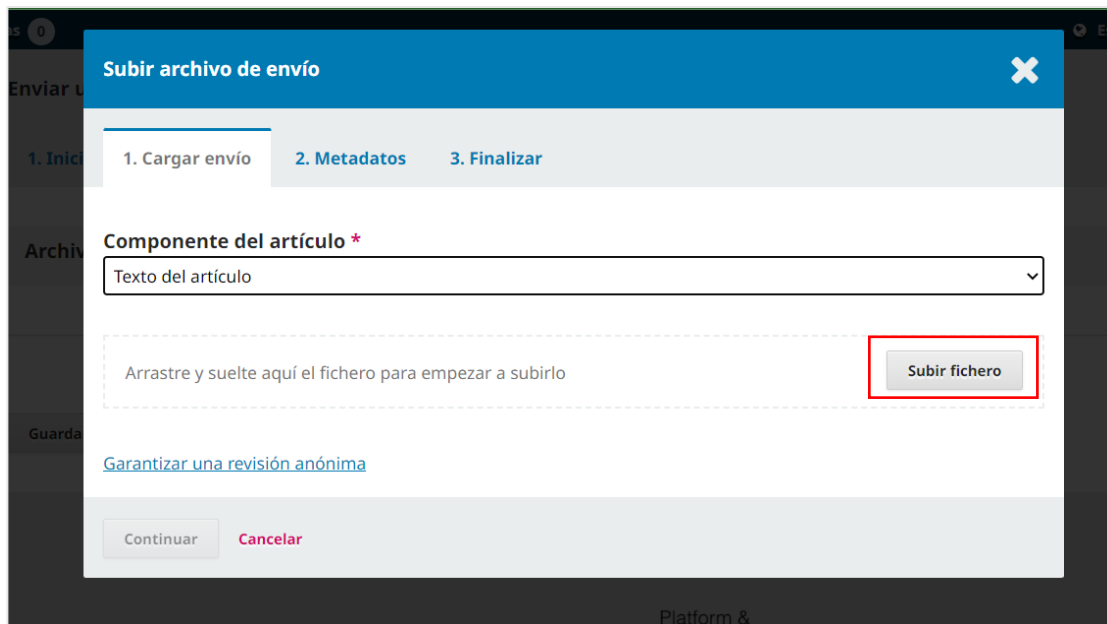 as 0
E
Subir archivo de envío
Enviar u
1. Inici
1. Cargar envío
2. Metadatos
3. Finalizar
Componente del artículo *
Archiv
Texto del artículo
Arrastre y suelte aquí el fichero para empezar a subirlo
Subir fichero
Guarda
Garantizar una revisión anónima
Continuar
Cancelar
Platform &